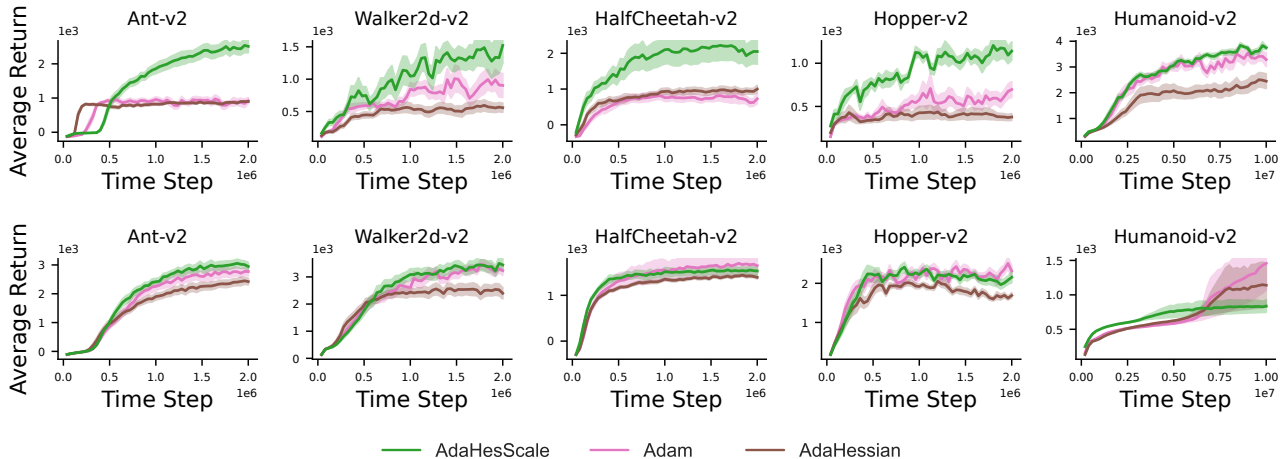 Ant-v2 Walker2d-v2 HalfCheetah-v2 Hopper-v2 Humanoid-v2
1e3 1e3 1e3 1e3 1e3
Average Return
2
1
0
1.5
1.0
0.5
2
1
0
1.0
0.5
4
3
2
1
0.0 0.5 1.0 1.5 2.0 0.0 0.5 1.0 1.5 2.0 0.0 0.5 1.0 1.5 2.0 0.0 0.5 1.0 1.5 2.0 0.0 0.25 0.50 0.75 1.00
Time Step 1e6 Time Step 1e6 Time Step 1e6 Time Step 1e6 Time Step 1e7
Ant-v2 Walker2d-v2 HalfCheetah-v2 Hopper-v2 Humanoid-v2
1e3 1e3 1e3 1e3 1e3
Average Return
3
2
1
0
3
2
1
0
1
0
2
1
1.5
1.0
0.5
0.0 0.5 1.0 1.5 2.0 0.0 0.5 1.0 1.5 2.0 0.0 0.5 1.0 1.5 2.0 0.0 0.5 1.0 1.5 2.0 0.0 0.25 0.50 0.75 1.00
Time Step 1e6 Time Step 1e6 Time Step 1e6 Time Step 1e6 Time Step 1e7
AdaHesScale Adam AdaHessian